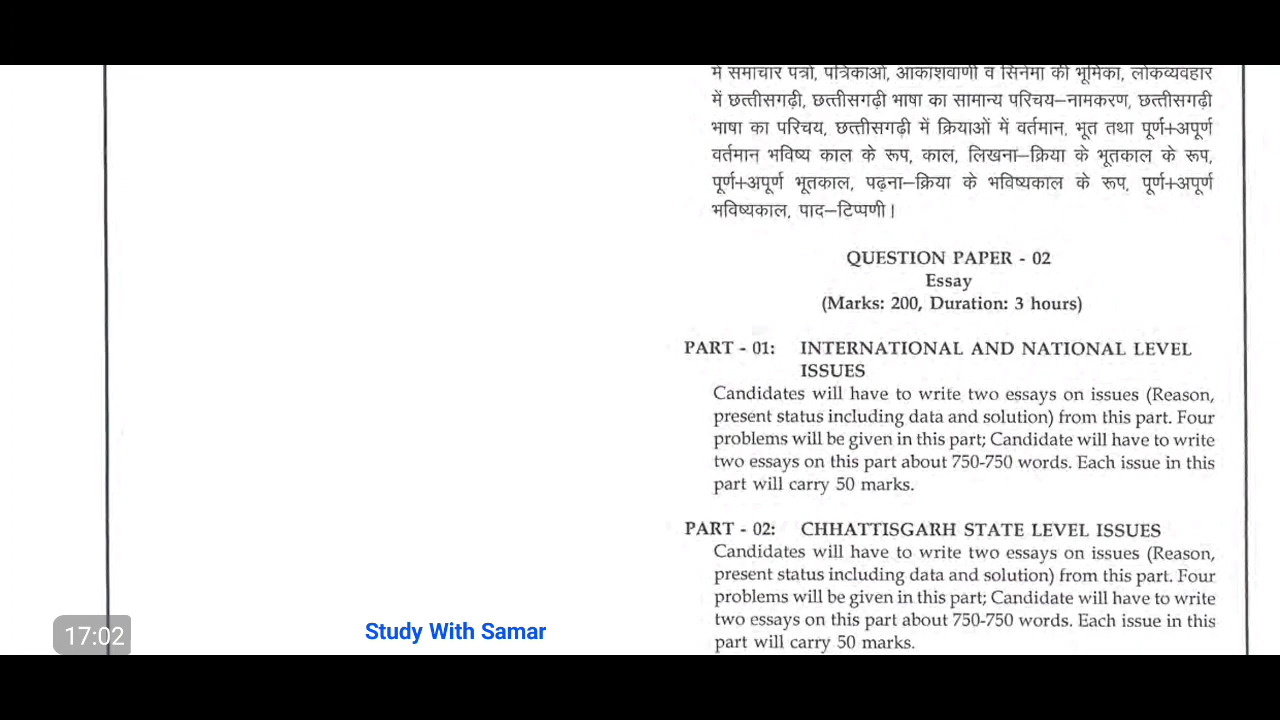 में समाचार पत्रों, पत्रिकाओं, आकाशवाणी व सिनेमा की भूमिका, लोकव्यवहार
में छत्तीसगढ़ी, छत्तीसगढ़ी भाषा का सामान्य परिचय–नामकरण, छत्तीसगढ़ी
भाषा का परिचय, छत्तीसगढ़ी में क्रियाओं में वर्तमान, भूत तथा पूर्ण+अपूर्ण
वर्तमान भविष्य काल के रूप, काल, लिखना–क्रिया के भूतकाल के रूप,
पूर्ण+अपूर्ण भूतकाल, पढ़ना–क्रिया के भविष्यकाल के रूप, पूर्ण+अपूर्ण
भविष्यकाल, पाद–टिप्पणी।
QUESTION PAPER - 02
Essay
(Marks: 200, Duration: 3 hours)
PART - 01: INTERNATIONAL AND NATIONAL LEVEL
ISSUES
Candidates will have to write two essays on issues (Reason,
present status including data and solution) from this part. Four
problems will be given in this part; Candidate will have to write
two essays on this part about 750-750 words. Each issue in this
part will carry 50 marks.
PART - 02: CHHATTISGARH STATE LEVEL ISSUES
Candidates will have to write two essays on issues (Reason,
present status including data and solution) from this part. Four
problems will be given in this part; Candidate will have to write
two essays on this part about 750-750 words. Each issue in this
part will carry 50 marks.
17:02
Study With Samar